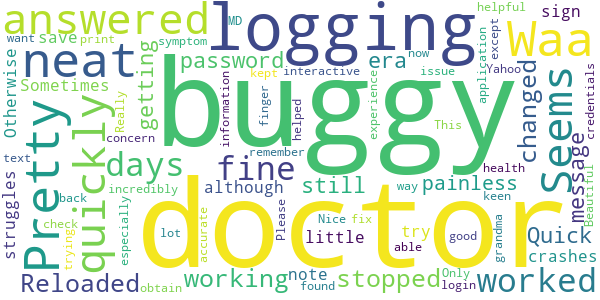 answered
logging
MD
helpful
sign
want
save
print
neat
symptom
Waa
era
now
except
password
interactive
Yahoo
issue
kept
Otherwise
Sometimes
getting
buggy
application
changed
Seems
Really
concern
information
finger
helped
experience
This
credentials
Pretty
quickly
days
fine
remember
health
message
text
incredibly
although
still
way
painless
keen
Beautiful
struggles
back
check
trying
especially
lot
accurate
doctor
Please
Nice
fix
little
able
try
good
grandma
Quick
crashes
Reloaded
obtain
working
note
found
stopped
Only
login
worked